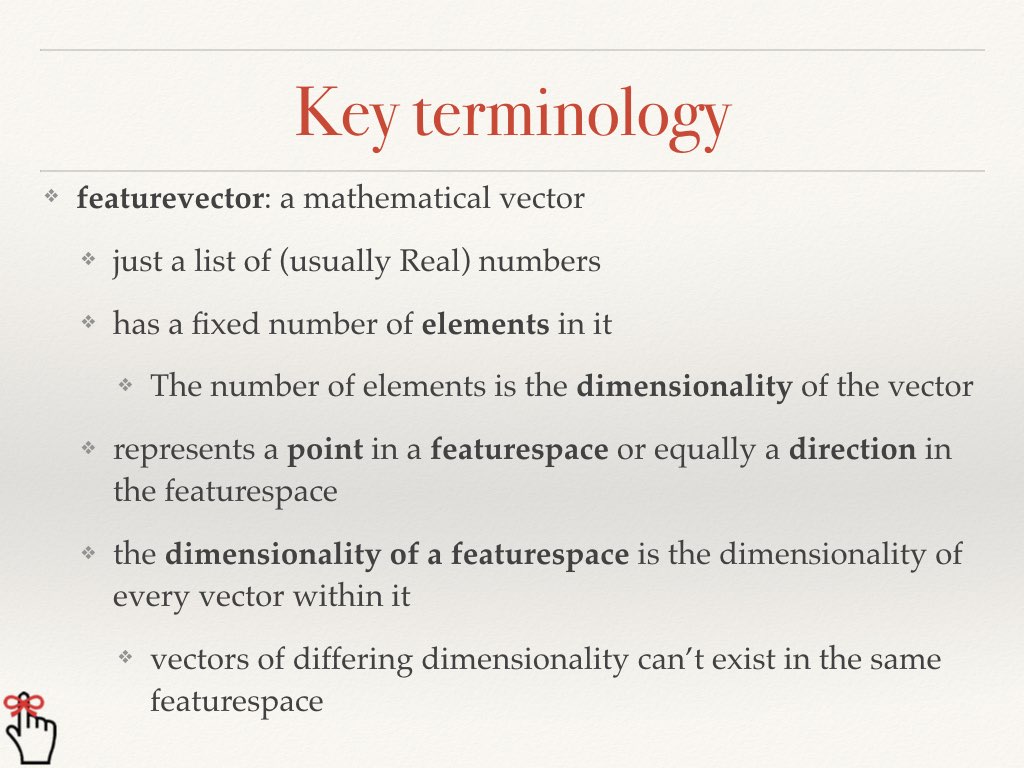 Key terminology
❖ featurevector: a mathematical vector
❖ just a list of (usually Real) numbers
❖ has a fixed number of elements in it
❖ The number of elements is the dimensionality of the vector
❖ represents a point in a featurespace or equally a direction in
the featurespace
❖ the dimensionality of a featurespace is the dimensionality of
every vector within it
❖ vectors of differing dimensionality can’t exist in the same
featurespace